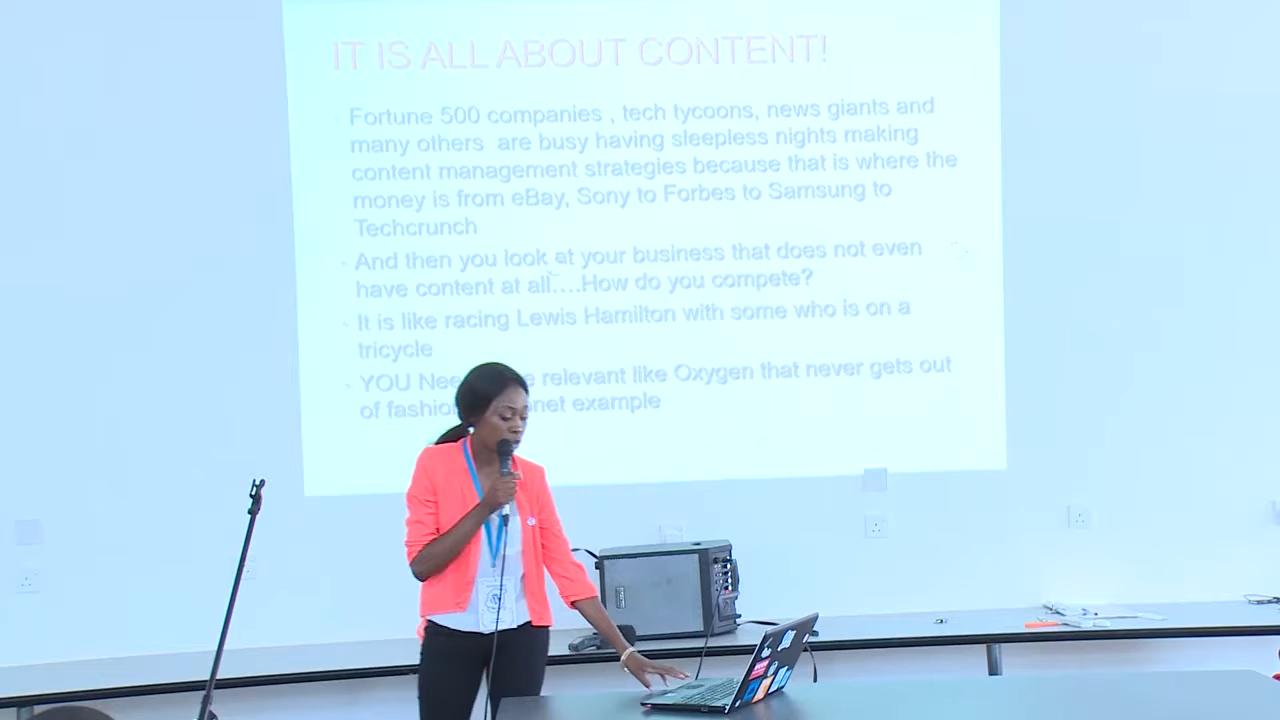 IT IS ALL ABOUT CONTENT!
Fortune 500 companies , tech tycoons, news giants and
many others are busy having sleepless nights making
content management strategies because that is where the
money is from eBay, Sony to Forbes to Samsung to
Techcrunch
And then you look at your business that does not even
have content at all....How do you compete?
It is like racing Lewis Hamilton with some who is on a
tricycle
YOU relevant like Oxygen that never gets out
of example